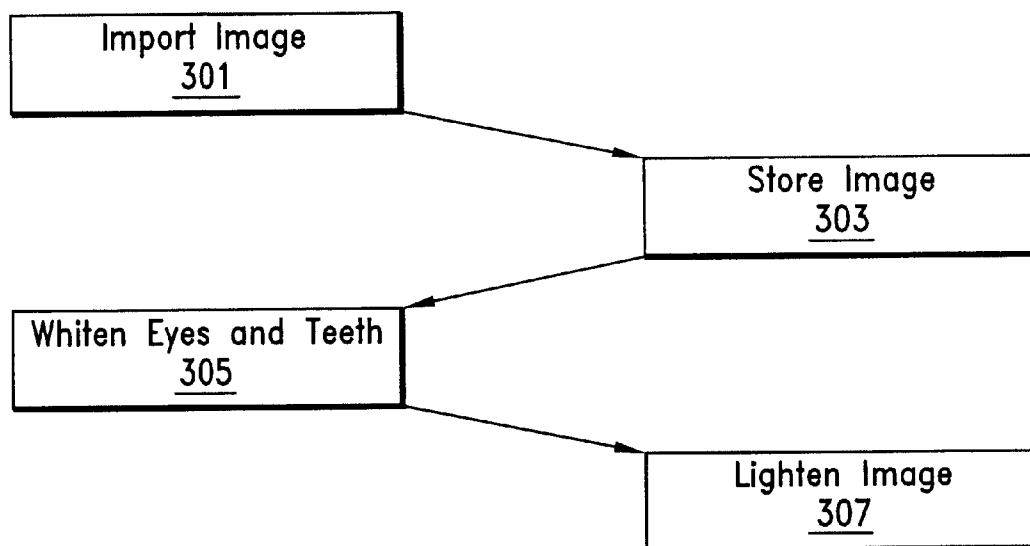 Import Image
301
Store Image
303
Whiten Eyes and Teeth
305
Lighten Image
307